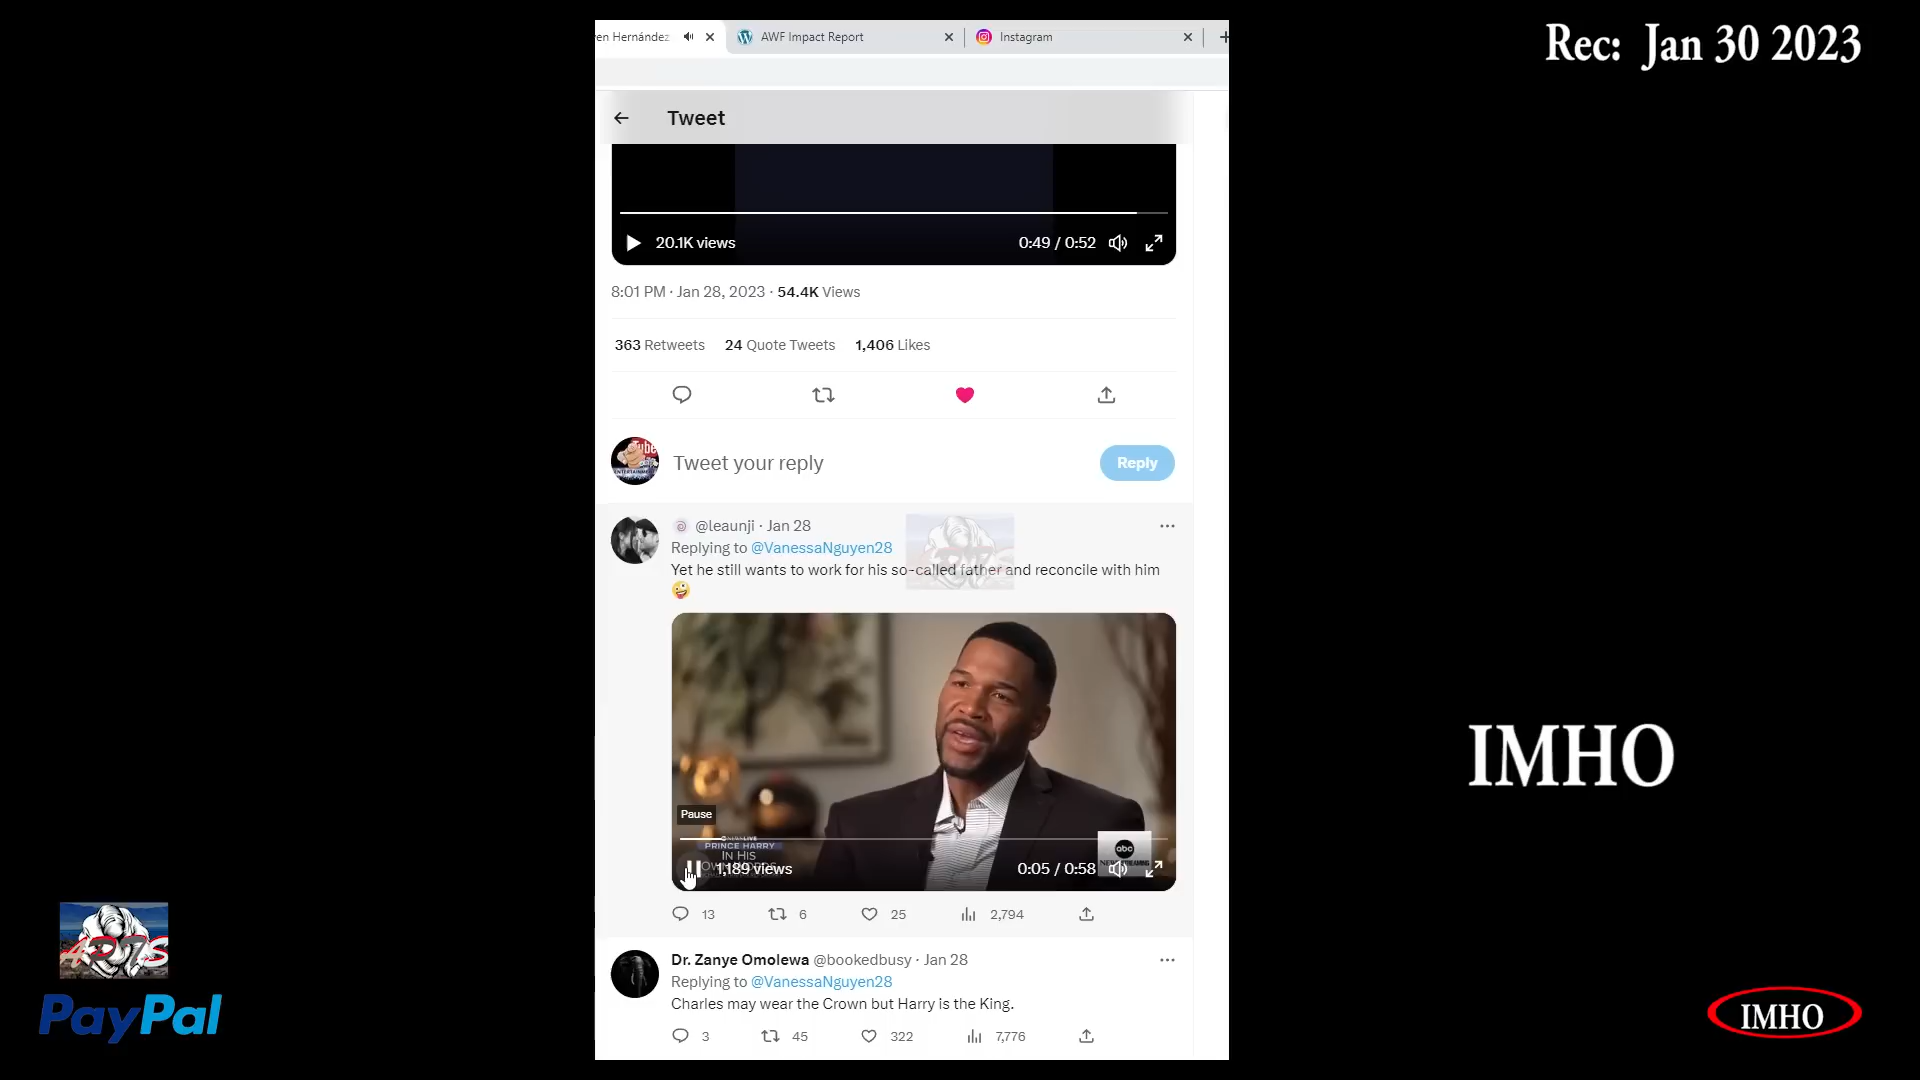 Rec: Jan 30 2023
ven Hernández
AWF Impact Report
Instagram
Tweet
20.1K views
0:49 / 0:52
8:01 PM · Jan 28, 2023 · 54.4K Views
363 Retweets 24 Quote Tweets 1,406 Likes
Tweet your reply
Reply
@leaunji · Jan 28
Replying to @VanessaNguyen28
Yet he still wants to work for his so-called father and reconcile with him
🤪
Pause
PRINCE HARRY
IN HIS
1,189 views
0:05 / 0:58
abc
13 6 25 2,794
Dr. Zanye Omolewa @bookedbusy · Jan 28
Replying to @VanessaNguyen28
Charles may wear the Crown but Harry is the King.
3 45 322 7,776
IMHO
PayPal
IMHO